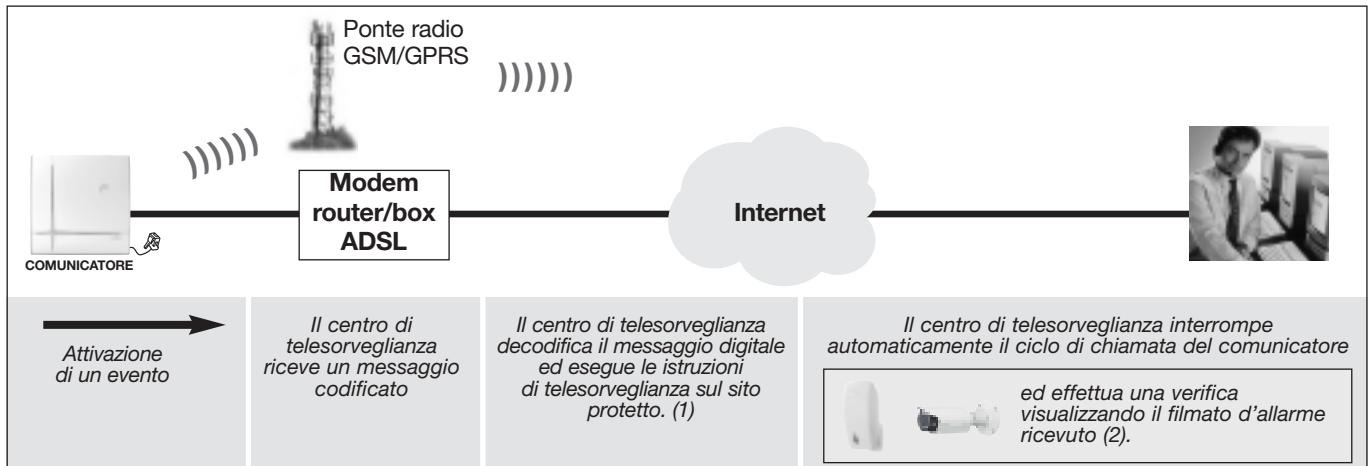 Ponte radio
GSM/GPRS
))))))
))))))
Modem
router/box
ADSL
Internet
COMUNICATORE
Attivazione
di un evento
Il centro di
telesorveglianza
riceve un messaggio
codificato
Il centro di telesorveglianza
decodifica il messaggio digitale
ed esegue le istruzioni
di telesorveglianza sul sito
protetto. (1)
Il centro di telesorveglianza interrompe
automaticamente il ciclo di chiamata del comunicatore
ed effettua una verifica
visualizzando il filmato d'allarme
ricevuto (2).